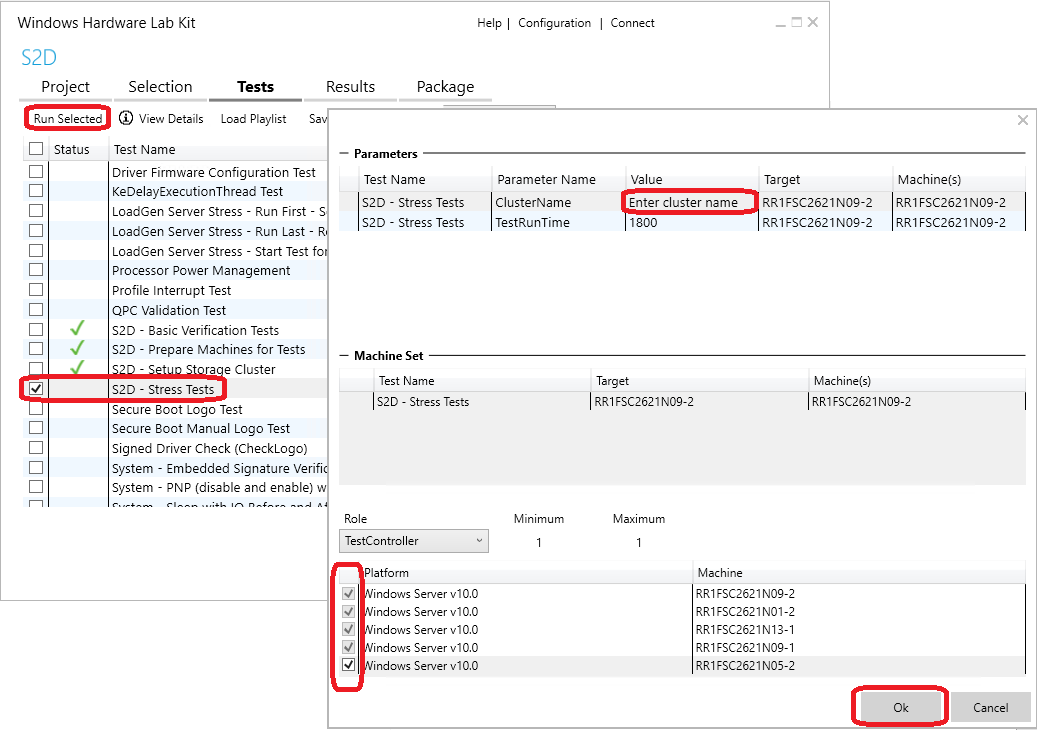 Windows Hardware Lab Kit
Help | Configuration | Connect
S2D
Project Selection Tests Results Package
Run Selected View Details Load Playlist Sav
Status Test Name
Driver Firmware Configuration Test
KeDelayExecutionThread Test
LoadGen Server Stress - Run First - S
LoadGen Server Stress - Run Last - Re
LoadGen Server Stress - Start Test for
Processor Power Management
Profile Interrupt Test
QPC Validation Test
S2D - Basic Verification Tests
S2D - Prepare Machines for Tests
S2D - Setup Storage Cluster
S2D - Stress Tests
Secure Boot Logo Test
Secure Boot Manual Logo Test
Signed Driver Check (CheckLogo)
System - Embedded Signature Verific
System - PNP (disable and enable) w
System - Sleep with IO Before and Af
Parameters
Test Name Parameter Name Value Target Machine(s)
S2D - Stress Tests ClusterName Enter cluster name RR1FSC2621N09-2 RR1FSC2621N09-2
S2D - Stress Tests TestRunTime 1800 RR1FSC2621N09-2 RR1FSC2621N09-2
Machine Set
Test Name Target Machine(s)
S2D - Stress Tests RR1FSC2621N09-2 RR1FSC2621N09-2
Role Minimum Maximum
TestController 1 1
Platform Machine
Windows Server v10.0 RR1FSC2621N09-2
Windows Server v10.0 RR1FSC2621N01-2
Windows Server v10.0 RR1FSC2621N13-1
Windows Server v10.0 RR1FSC2621N09-1
Windows Server v10.0 RR1FSC2621N05-2
Ok Cancel